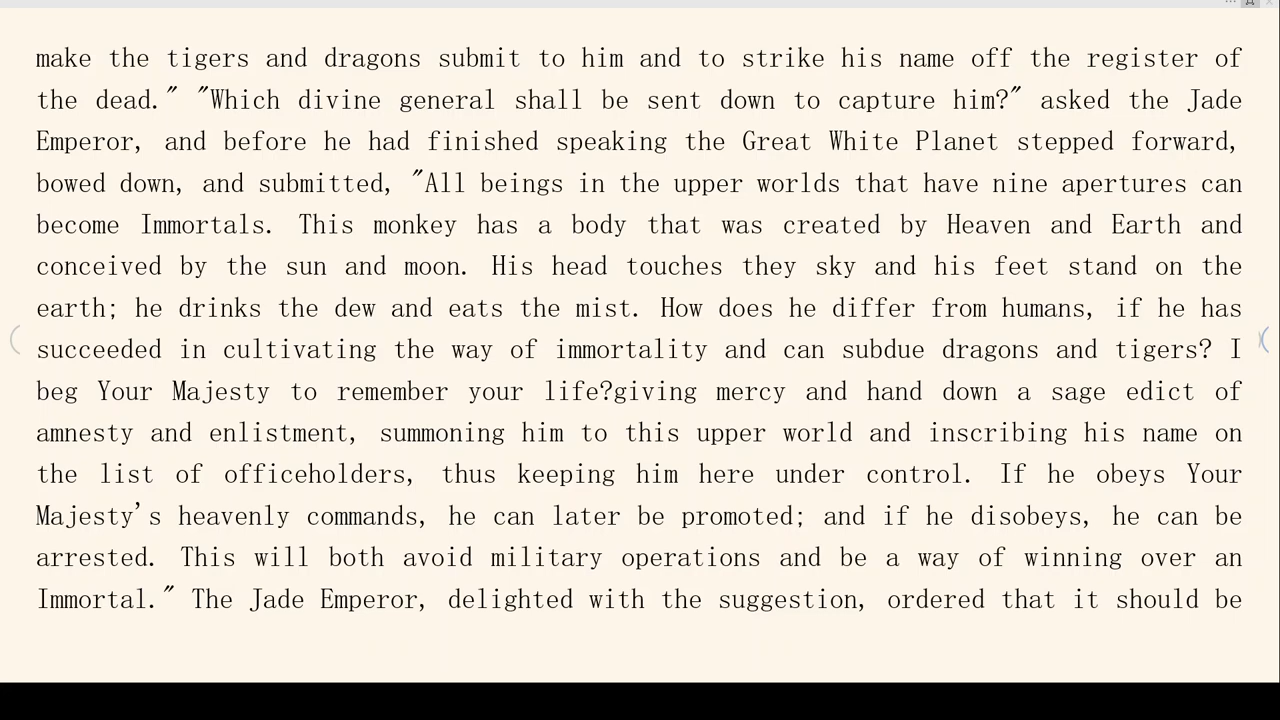 make the tigers and dragons submit to him and to strike his name off the register of
the dead." "Which divine general shall be sent down to capture him?" asked the Jade
Emperor, and before he had finished speaking the Great White Planet stepped forward,
bowed down, and submitted, "All beings in the upper worlds that have nine apertures can
become Immortals. This monkey has a body that was created by Heaven and Earth and
conceived by the sun and moon. His head touches they sky and his feet stand on the
earth; he drinks the dew and eats the mist. How does he differ from humans, if he has
succeeded in cultivating the way of immortality and can subdue dragons and tigers? I
beg Your Majesty to remember your life?giving mercy and hand down a sage edict of
amnesty and enlistment, summoning him to this upper world and inscribing his name on
the list of officeholders, thus keeping him here under control. If he obeys Your
Majesty's heavenly commands, he can later be promoted; and if he disobeys, he can be
arrested. This will both avoid military operations and be a way of winning over an
Immortal." The Jade Emperor, delighted with the suggestion, ordered that it should be